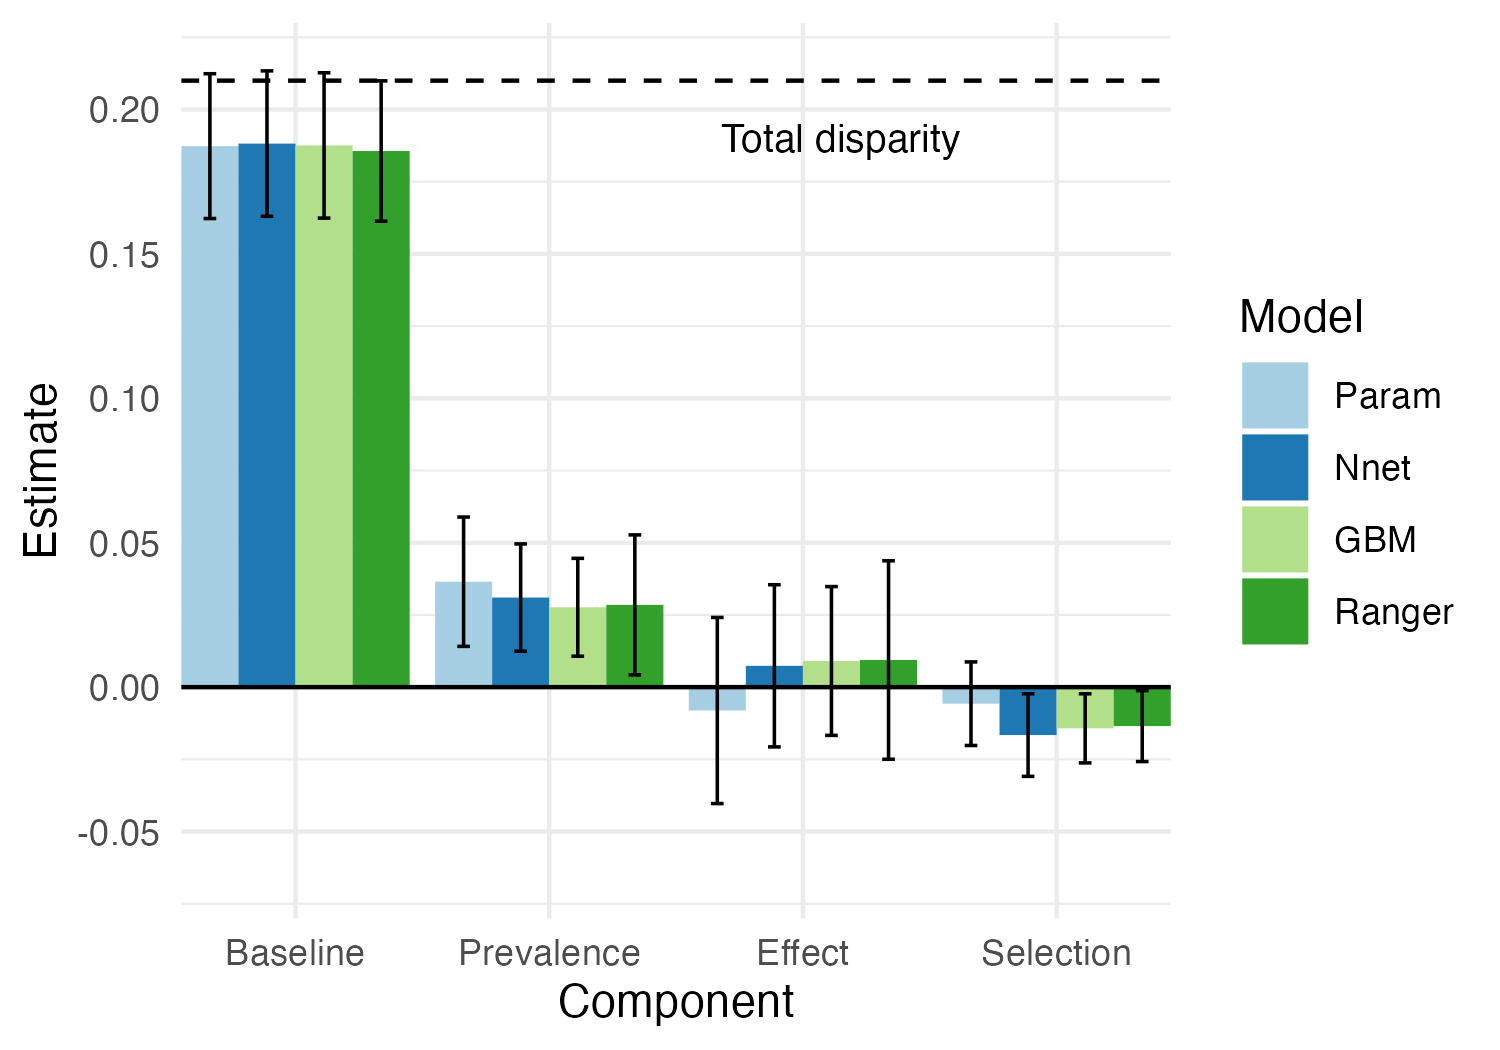 Estimate
0.20
0.15
0.10
0.05
0.00
-0.05
Total disparity
Baseline
Prevalence
Effect
Selection
Component
Model
Param
Nnet
GBM
Ranger